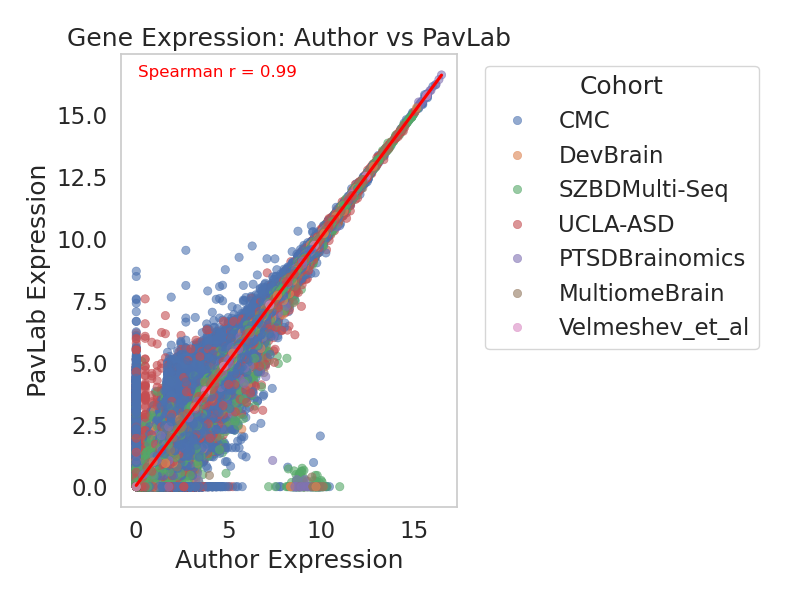 Gene Expression: Author vs PavLab
Spearman r = 0.99
PavLab Expression
15.0
12.5
10.0
7.5
5.0
2.5
0.0
0
5
10
15
Author Expression
Cohort
CMC
DevBrain
SZBDMulti-Seq
UCLA-ASD
PTSDBrainomics
MultiomeBrain
Velmeshev_et_al